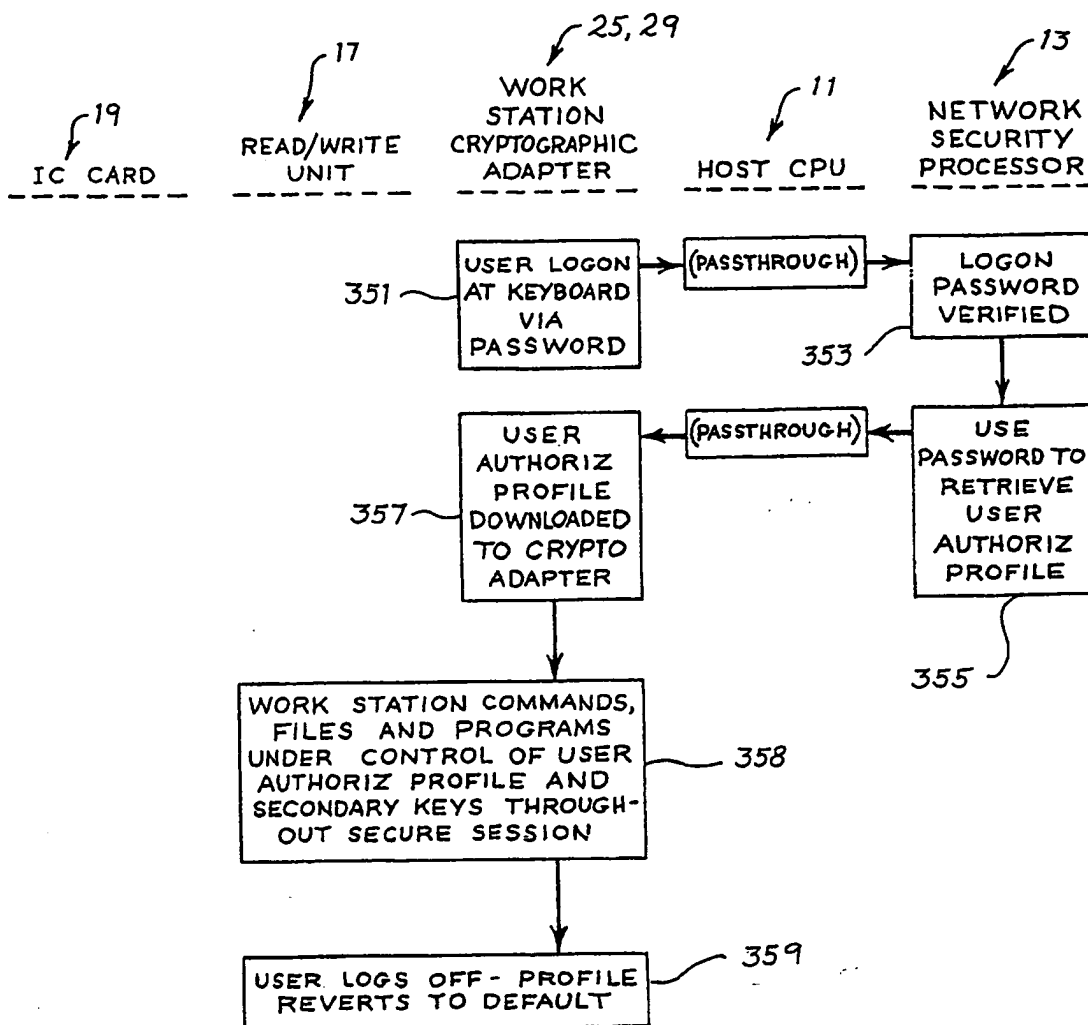 19
IC CARD
17
READ/WRITE
UNIT
25, 29
WORK
STATION
CRYPTOGRAPHIC
ADAPTER
11
HOST CPU
13
NETWORK
SECURITY
PROCESSOR
351
USER LOGON
AT KEYBOARD
VIA
PASSWORD
(PASSTHROUGH)
LOGON
PASSWORD
VERIFIED
353
USE
PASSWORD TO
RETRIEVE
USER
AUTHORIZ
PROFILE
355
(PASSTHROUGH)
USER
AUTHORIZ
PROFILE
DOWNLOADED
TO CRYPTO
ADAPTER
357
WORK STATION COMMANDS,
FILES AND PROGRAMS
UNDER CONTROL OF USER
AUTHORIZ PROFILE AND
SECONDARY KEYS THROUGH-
OUT SECURE SESSION
358
USER LOGS OFF - PROFILE
REVERTS TO DEFAULT
359